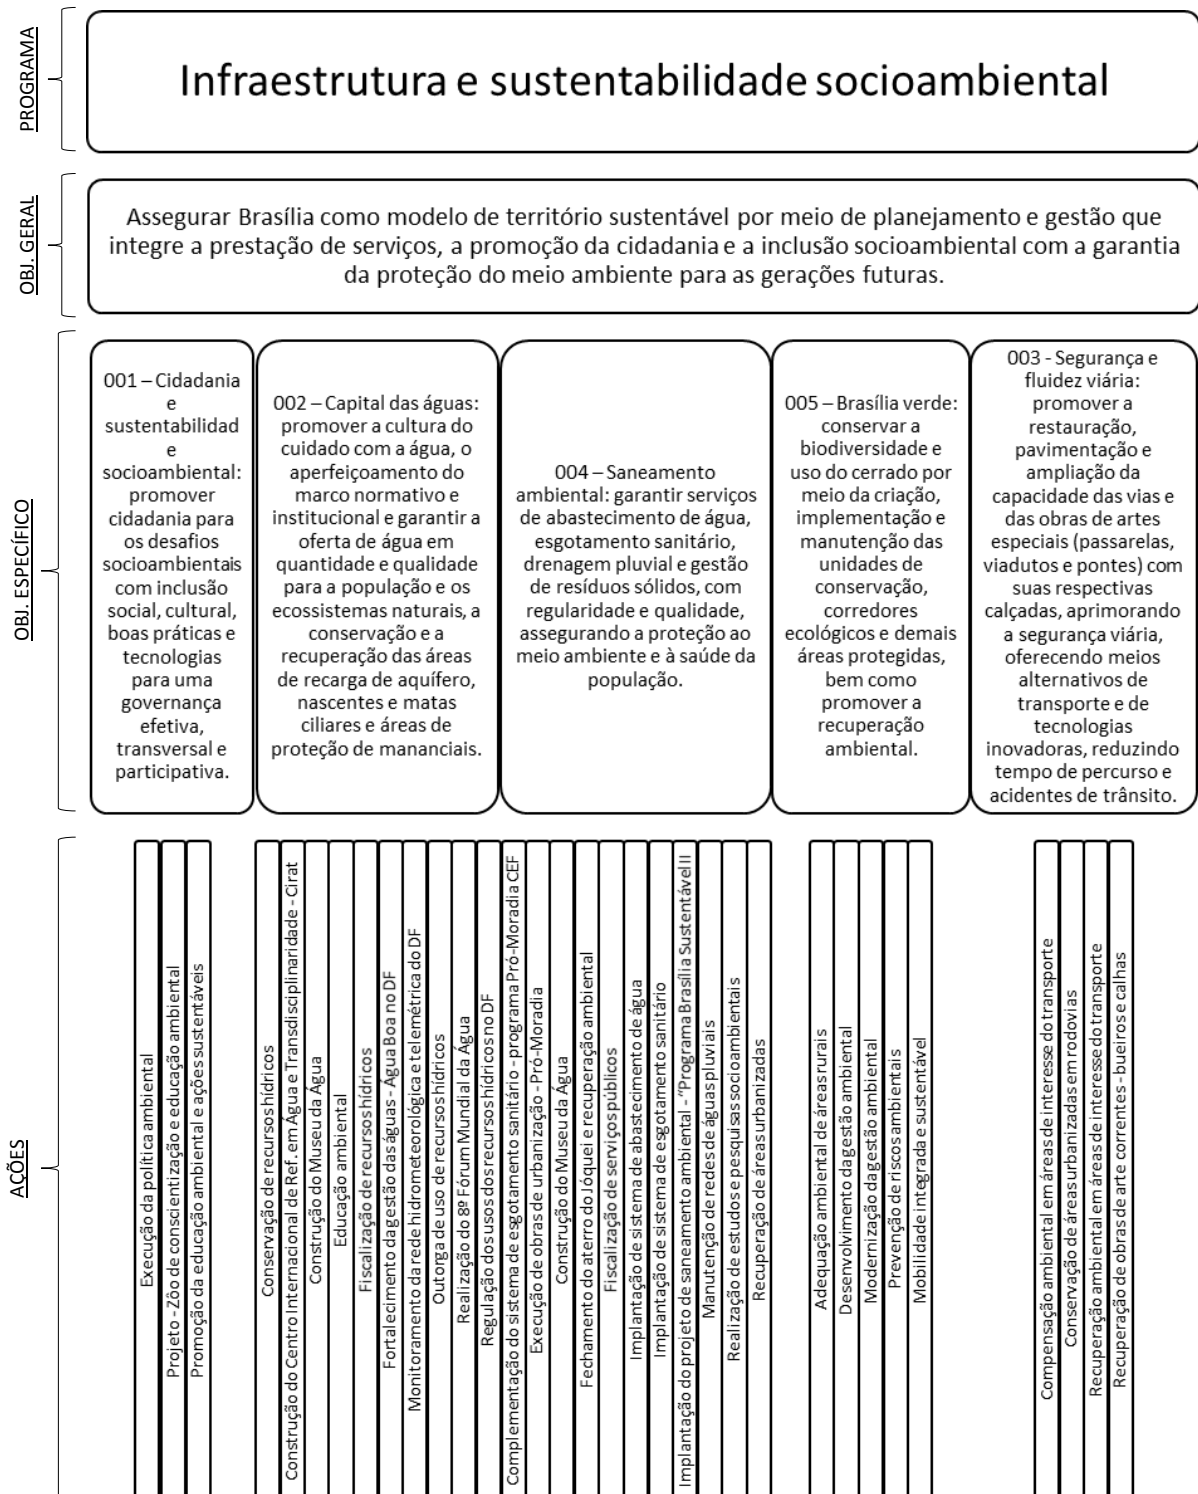 PROGRAMA
Infraestrutura e sustentabilidade socioambiental
OBJ. GERAL
Assegurar Brasília como modelo de território sustentável por meio de planejamento e gestão que
integre a prestação de serviços, a promoção da cidadania e a inclusão socioambiental com a garantia
da proteção do meio ambiente para as gerações futuras.
OBJ. ESPECÍFICO
001 – Cidadania
e
sustentabilidad
e
socioambiental:
promover
cidadania para
os desafios
socioambientais
com inclusão
social, cultural,
boas práticas e
tecnologias
para uma
governança
efetiva,
transversal e
participativa.
002 – Capital das águas:
promover a cultura do
cuidado com a água, o
aperfeiçoamento do
marco normativo e
institucional e garantir a
oferta de água em
quantidade e qualidade
para a população e os
ecossistemas naturais, a
conservação e a
recuperação das áreas
de recarga de aquífero,
nascentes e matas
ciliares e áreas de
proteção de mananciais.
004 – Saneamento
ambiental: garantir serviços
de abastecimento de água,
esgotamento sanitário,
drenagem pluvial e gestão
de resíduos sólidos, com
regularidade e qualidade,
assegurando a proteção ao
meio ambiente e à saúde da
população.
005 – Brasília verde:
conservar a
biodiversidade e
uso do cerrado por
meio da criação,
implementação e
manutenção das
unidades de
conservação,
corredores
ecológicos e demais
áreas protegidas,
bem como
promover a
recuperação
ambiental.
003 - Segurança e
fluidez viária:
promover a
restauração,
pavimentação e
ampliação da
capacidade das vias e
das obras de artes
especiais (passarelas,
viadutos e pontes) com
suas respectivas
calçadas, aprimorando
a segurança viária,
oferecendo meios
alternativos de
transporte e de
tecnologias
inovadoras, reduzindo
tempo de percurso e
acidentes de trânsito.
AÇÕES
Execução da política ambiental
Projeto - Zôo de conscientização e educação ambiental
Promoção da educação ambiental e ações sustentáveis
Conservação de recursos hídricos
Construção do Centro Internacional de Ref. em Água e Transdisciplinaridade - Cirat
Construção do Museu da Água
Educação ambiental
Fiscalização de recursos hídricos
Fortalecimento da gestão das águas - Água Boa no DF
Monitoramento da rede hidrometeorológica e telemétrica do DF
Outorga de uso de recursos hídricos
Realização do 8º Fórum Mundial da Água
Regulação dos usos dos recursos hídricos no DF
Complementação do sistema de esgotamento sanitário - programa Pró-Moradia CEF
Execução de obras de urbanização - Pró-Moradia
Construção do Museu da Água
Fechamento do aterro do Jóquei e recuperação ambiental
Fiscalização de serviços públicos
Implantação de sistema de abastecimento de água
Implantação de sistema de esgotamento sanitário
Implantação do projeto de saneamento ambiental - "Programa Brasília Sustentável II
Manutenção de redes de águas pluviais
Realização de estudos e pesquisas socioambientais
Recuperação de áreas urbanizadas
Adequação ambiental de áreas rurais
Desenvolvimento da gestão ambiental
Modernização da gestão ambiental
Prevenção de riscos ambientais
Mobilidade integrada e sustentável
Compensação ambiental em áreas de interesse do transporte
Conservação de áreas urbanizadas em rodovias
Recuperação ambiental em áreas de interesse do transporte
Recuperação de obras de arte correntes - bueiros e calhas